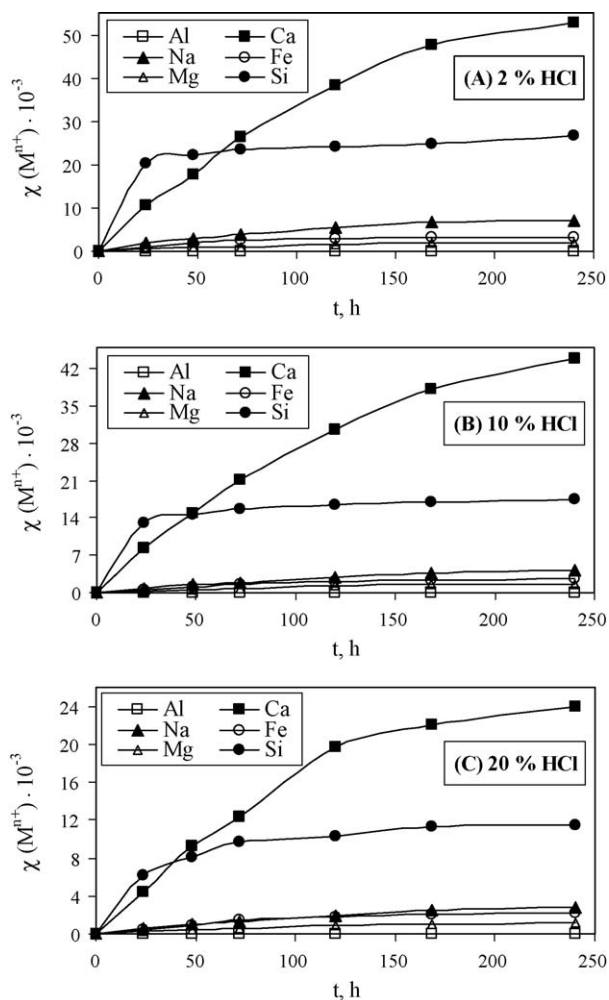 50
40
30
20
10
0
χ (Mⁿ⁺) · 10⁻³
Al Ca
Na Fe
Mg Si
(A) 2 % HCl
0 50 100 150 200 250
t, h
42
35
28
21
14
7
0
χ (Mⁿ⁺) · 10⁻³
Al Ca
Na Fe
Mg Si
(B) 10 % HCl
0 50 100 150 200 250
t, h
24
20
16
12
8
4
0
χ (Mⁿ⁺) · 10⁻³
Al Ca
Na Fe
Mg Si
(C) 20 % HCl
0 50 100 150 200 250
t, h